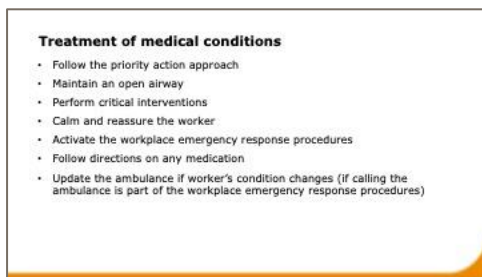 Treatment of medical conditions
• Follow the priority action approach
• Maintain an open airway
• Perform critical interventions
• Calm and reassure the worker
• Activate the workplace emergency response procedures
• Follow directions on any medication
• Update the ambulance if worker's condition changes (if calling the
ambulance is part of the workplace emergency response procedures)